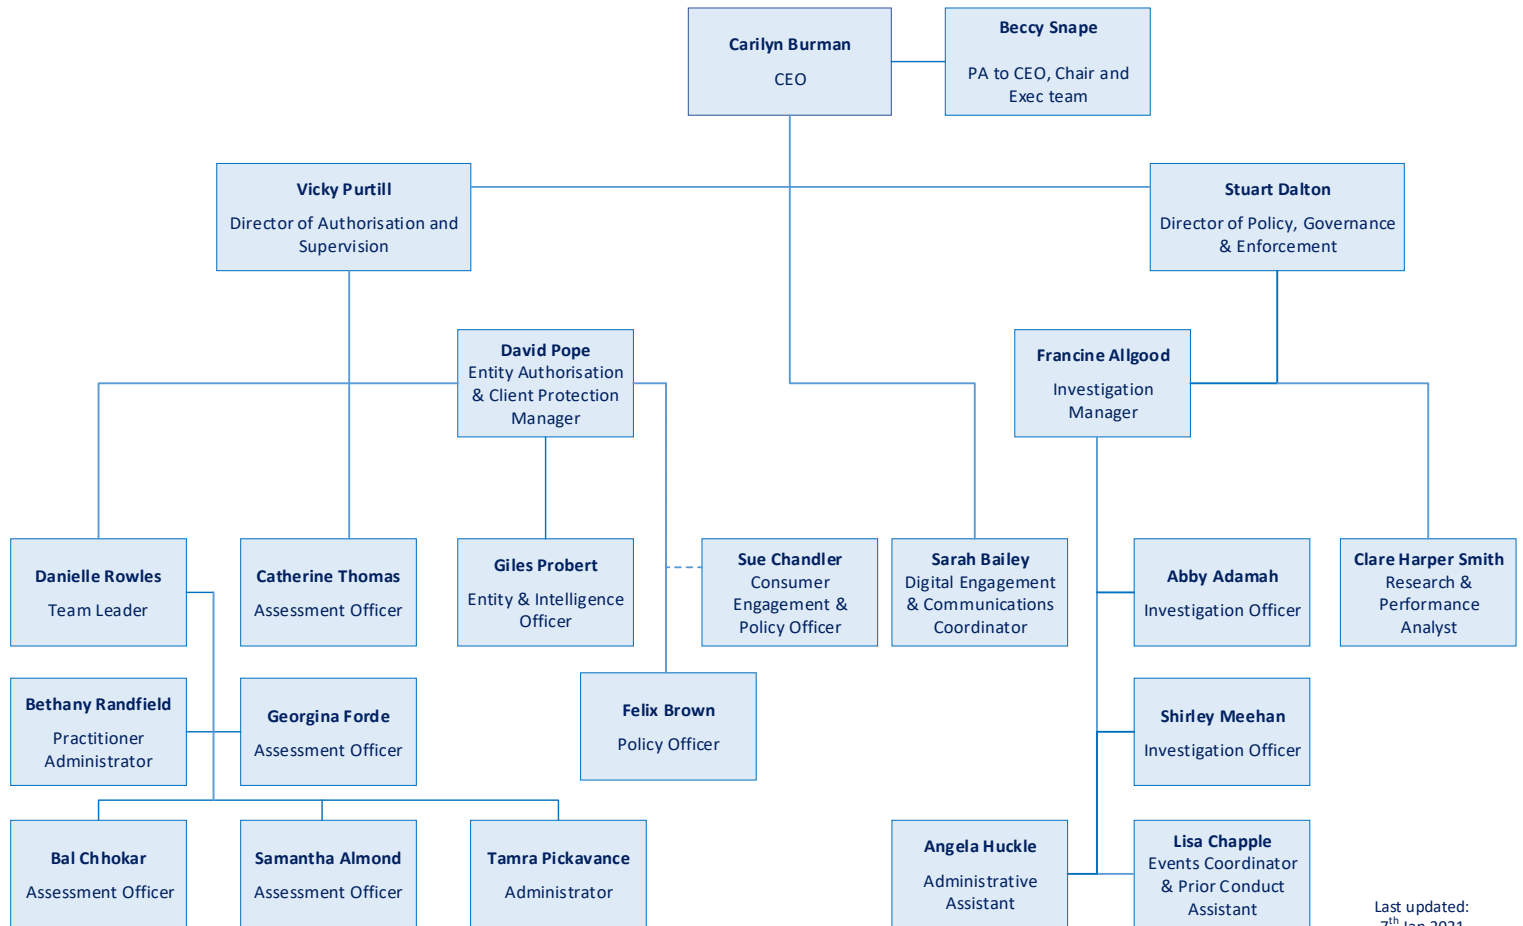 Carilyn Burman
CEO
Beccy Snape
PA to CEO, Chair and
Exec team
Vicky Purtill
Director of Authorisation and
Supervision
Stuart Dalton
Director of Policy, Governance
& Enforcement
David Pope
Entity Authorisation
& Client Protection
Manager
Francine Allgood
Investigation
Manager
Danielle Rowles
Team Leader
Catherine Thomas
Assessment Officer
Giles Probert
Entity & Intelligence
Officer
Sue Chandler
Consumer
Engagement &
Policy Officer
Sarah Bailey
Digital Engagement
& Communications
Coordinator
Abby Adamah
Investigation Officer
Clare Harper Smith
Research &
Performance
Analyst
Bethany Randfield
Practitioner
Administrator
Georgina Forde
Assessment Officer
Felix Brown
Policy Officer
Shirley Meehan
Investigation Officer
Bal Chhokar
Assessment Officer
Samantha Almond
Assessment Officer
Tamra Pickavance
Administrator
Angela Huckle
Administrative
Assistant
Lisa Chapple
Events Coordinator
& Prior Conduct
Assistant
Last updated:
7th Jan 2021